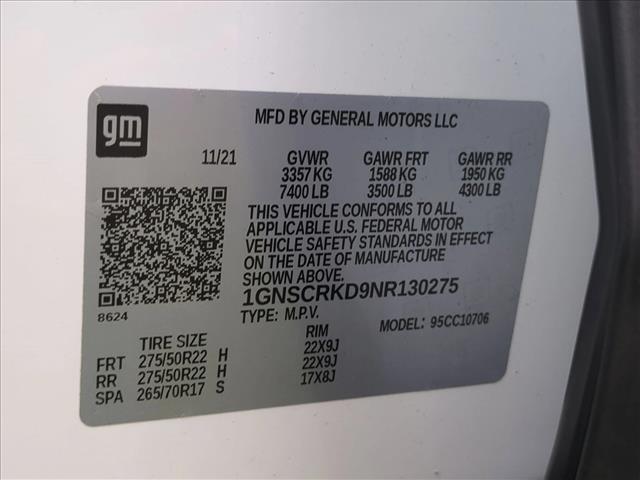 gm
MFD BY GENERAL MOTORS LLC
11/21 GVWR GAWR FRT GAWR RR
3357 KG 1588 KG 1950 KG
7400 LB 3500 LB 4300 LB
THIS VEHICLE CONFORMS TO ALL
APPLICABLE U.S. FEDERAL MOTOR
VEHICLE SAFETY STANDARDS IN EFFECT
ON THE DATE OF MANUFACTURE
SHOWN ABOVE.
1GNSCRKD9NR130275
8624
TYPE: M.P.V. MODEL: 95CC10706
TIRE SIZE RIM
FRT 275/50R22 H 22X9J
RR 275/50R22 H 22X9J
SPA 265/70R17 S 17X8J